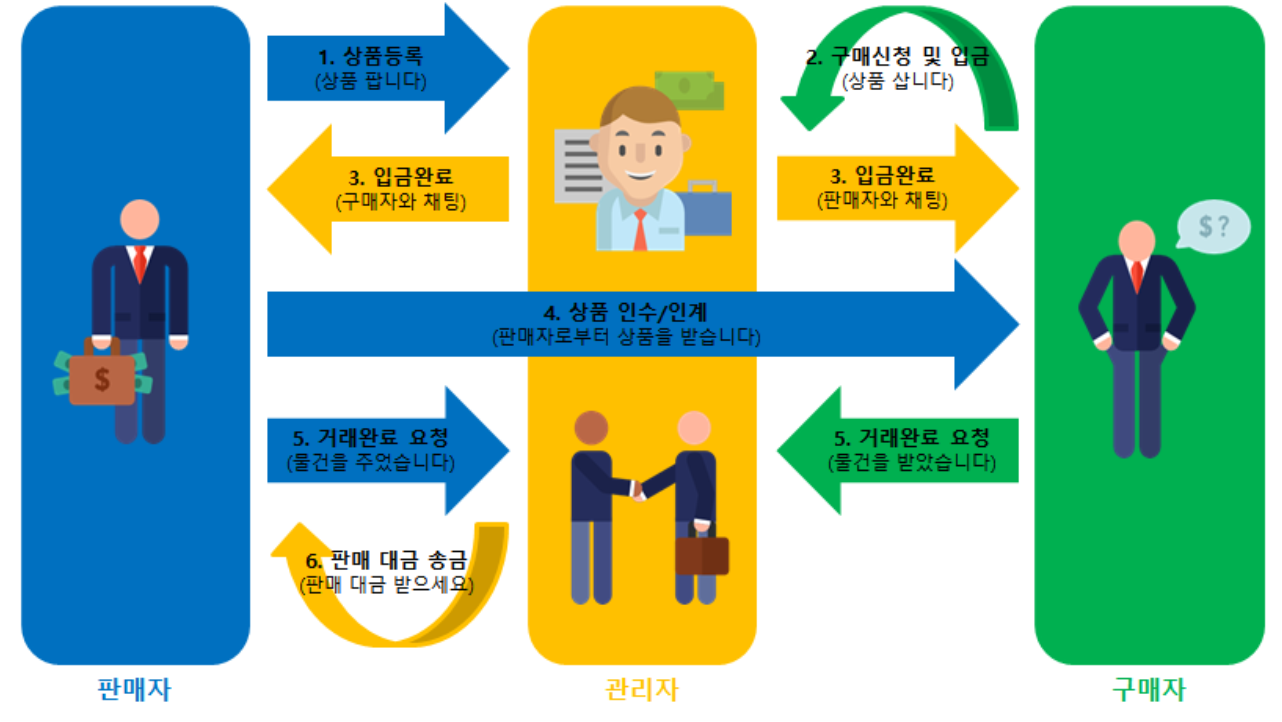 1. 상품등록
(상품 팝니다)
2. 구매신청 및 입금
(상품 삽니다)
3. 입금완료
(구매자와 채팅)
3. 입금완료
(판매자와 채팅)
$ ?
4. 상품 인수/인계
(판매자로부터 상품을 받습니다)
$
5. 거래완료 요청
(물건을 주었습니다)
5. 거래완료 요청
(물건을 받았습니다)
6. 판매 대금 송금
(판매 대금 받으세요)
판매자
관리자
구매자